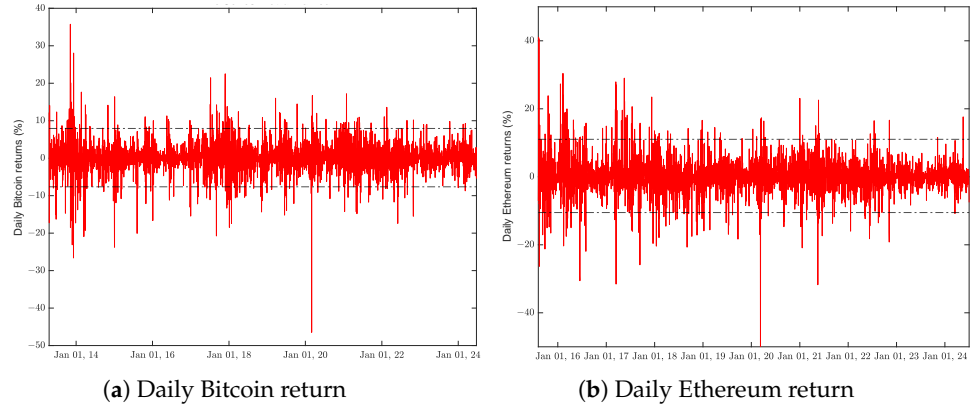 40
30
20
10
0
−10
−20
−30
−40
−50
Daily Bitcoin returns (%)
Jan 01, 14 Jan 01, 16 Jan 01, 18 Jan 01, 20 Jan 01, 22 Jan 01, 24
(a) Daily Bitcoin return
40
20
0
−20
−40
Daily Ethereum returns (%)
Jan 01, 16 Jan 01, 17 Jan 01, 18 Jan 01, 19 Jan 01, 20 Jan 01, 21 Jan 01, 22 Jan 01, 23 Jan 01, 24
(b) Daily Ethereum return